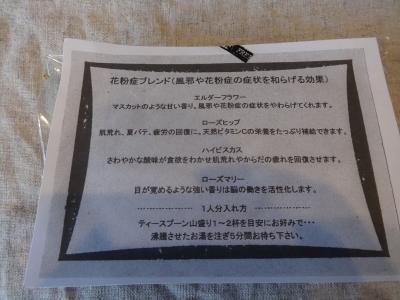 花粉症ブレンド(風邪や花粉症の症状を和らげる効果)
エルダーフラワー
マスカットのような甘い香り、風邪や花粉症の症状をやわらげてくれます。
ローズヒップ
肌荒れ、夏バテ、疲労の回復に、天然ビタミンCの栄養をたっぷり補給できます。
ハイビスカス
さわやかな酸味が食欲をわかせ肌荒れやからだの疲れを回復させます。
ローズマリー
目が覚めるような強い香りは脳の働きを活性化します。
1人分入れ方
ティースプーン山盛り1~2杯を目安にお好みで・・・
沸騰させたお湯を注ぎ5分間お待ち下さい。